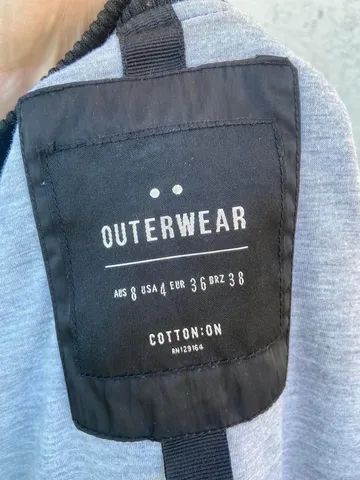 OUTERWEAR
AUS 8 USA 4 EUR 36 BRZ 38
COTTON:ON
RN129164